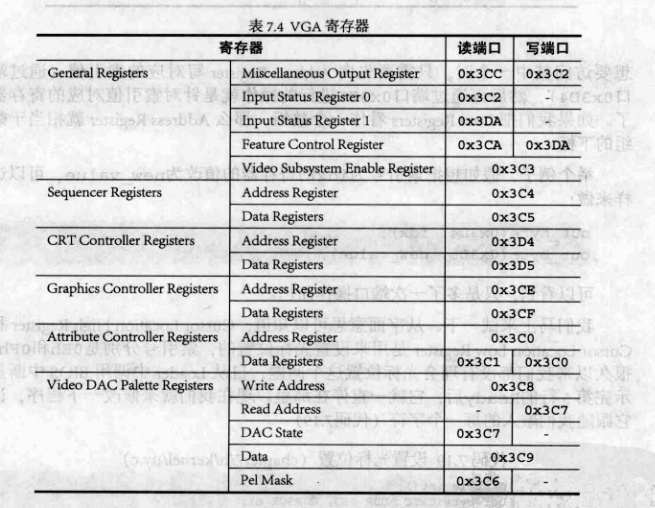 表 7.4 VGA 寄存器
寄存器 读端口 写端口
General Registers Miscellaneous Output Register 0x3CC 0x3C2
Input Status Register 0 0x3C2 -
Input Status Register 1 0x3DA -
Feature Control Register 0x3CA 0x3DA
Video Subsystem Enable Register 0x3C3
Sequencer Registers Address Register 0x3C4
Data Registers 0x3C5
CRT Controller Registers Address Register 0x3D4
Data Registers 0x3D5
Graphics Controller Registers Address Register 0x3CE
Data Registers 0x3CF
Attribute Controller Registers Address Register 0x3C0
Data Registers 0x3C1 0x3C0
Video DAC Palette Registers Write Address 0x3C8
Read Address - 0x3C7
DAC State 0x3C7 -
Data 0x3C9
Pel Mask 0x3C6 -